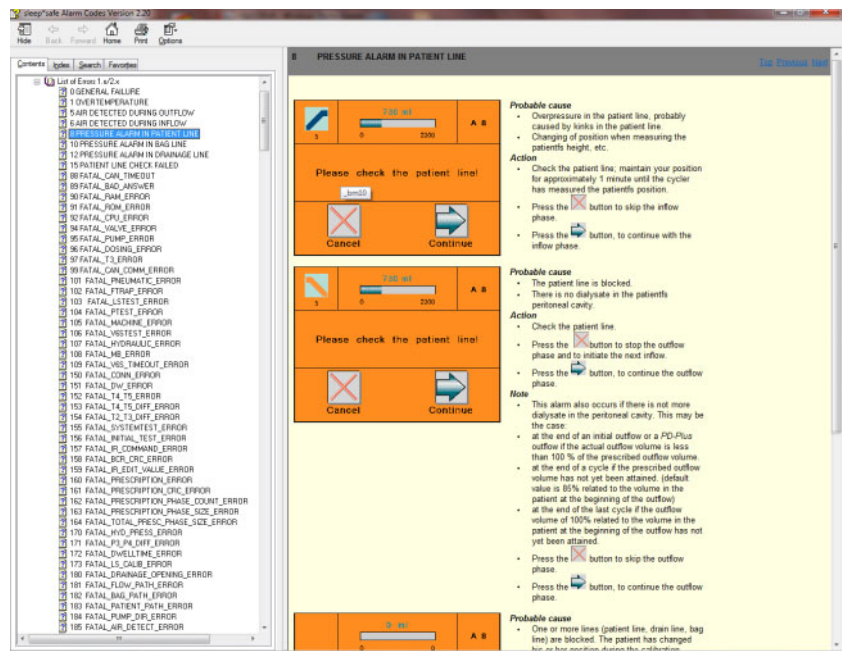 sleep*safe Alarm Codes Version 2.20
Hide Back Forward Home Print Options
Contents Index Search Favorites
List of Errors 1.x/2.x
0 GENERAL FAILURE
1 OVERTEMPERATURE
5 AIR DETECTED DURING OUTFLOW
6 AIR DETECTED DURING INFLOW
8 PRESSURE ALARM IN PATIENT LINE
10 PRESSURE ALARM IN BAG LINE
12 PRESSURE ALARM IN DRAINAGE LINE
15 PATIENT LINE CHECK FAILED
88 FATAL_CAN_TIMEOUT
89 FATAL_BAD_ANSWER
90 FATAL_RAM_ERROR
91 FATAL_ROM_ERROR
92 FATAL_CPU_ERROR
94 FATAL_VALVE_ERROR
95 FATAL_PUMP_ERROR
96 FATAL_DOSING_ERROR
97 FATAL_T3_ERROR
99 FATAL_CAN_COMM_ERROR
101 FATAL_PNEUMATIC_ERROR
102 FATAL_FTRAP_ERROR
103 FATAL_LSTEST_ERROR
104 FATAL_PTEST_ERROR
105 FATAL_MACHINE_ERROR
106 FATAL_V6STEST_ERROR
107 FATAL_HYDRAULIC_ERROR
108 FATAL_MB_ERROR
109 FATAL_V6S_TIMEOUT_ERROR
150 FATAL_CONN_ERROR
151 FATAL_DW_ERROR
152 FATAL_T4_T5_ERROR
153 FATAL_T4_T5_DIFF_ERROR
154 FATAL_T2_T3_DIFF_ERROR
155 FATAL_SYSTEMTEST_ERROR
156 FATAL_INITIAL_TEST_ERROR
157 FATAL_IR_COMMAND_ERROR
158 FATAL_BCR_CRC_ERROR
159 FATAL_IR_EDIT_VALUE_ERROR
160 FATAL_PRESCRIPTION_ERROR
161 FATAL_PRESCRIPTION_CRC_ERROR
162 FATAL_PRESCRIPTION_PHASE_COUNT_ERROR
163 FATAL_PRESCRIPTION_PHASE_SIZE_ERROR
164 FATAL_TOTAL_PRESC_PHASE_SIZE_ERROR
170 FATAL_HYD_PRESS_ERROR
171 FATAL_P3_P4_DIFF_ERROR
172 FATAL_DWELLTIME_ERROR
173 FATAL_LS_CALIB_ERROR
180 FATAL_DRAINAGE_OPENING_ERROR
181 FATAL_FLOW_PATH_ERROR
182 FATAL_BAG_PATH_ERROR
183 FATAL_PATIENT_PATH_ERROR
184 FATAL_PUMP_DIR_ERROR
185 FATAL_AIR_DETECT_ERROR
8 PRESSURE ALARM IN PATIENT LINE
Top Previous Next
730 ml
3 0 2200 A 8
Please check the patient line!
_bm20
Cancel Continue
Probable cause
• Overpressure in the patient line, probably
caused by kinks in the patient line.
• Changing of position when measuring the
patientfs height, etc.
Action
• Check the patient line; maintain your position
for approximately 1 minute until the cycler
has measured the patientfs position.
• Press the button to skip the inflow
phase.
• Press the button, to continue with the
inflow phase.
730 ml
3 0 2200 A 8
Please check the patient line!
Cancel Continue
Probable cause
• The patient line is blocked.
• There is no dialysate in the patientfs
peritoneal cavity.
Action
• Check the patient line.
• Press the button to stop the outflow
phase and to initiate the next inflow.
• Press the button, to continue the outflow
phase.
Note
• This alarm also occurs if there is not more
dialysate in the peritoneal cavity. This may be
the case:
• at the end of an initial outflow or a PD-Plus
outflow if the actual outflow volume is less
than 100 % of the prescribed outflow volume.
• at the end of a cycle if the prescribed outflow
volume has not yet been attained. (default
value is 85% related to the volume in the
patient at the beginning of the outflow)
• at the end of the last cycle if the outflow
volume of 100% related to the volume in the
patient at the beginning of the outflow has not
yet been attained.
• Press the button to skip the outflow
phase.
• Press the button, to continue the outflow
phase.
0 ml
0 0 A 8
Probable cause
• One or more lines (patient line, drain line, bag
line) are blocked. The patient has changed
his or her position during the calibration